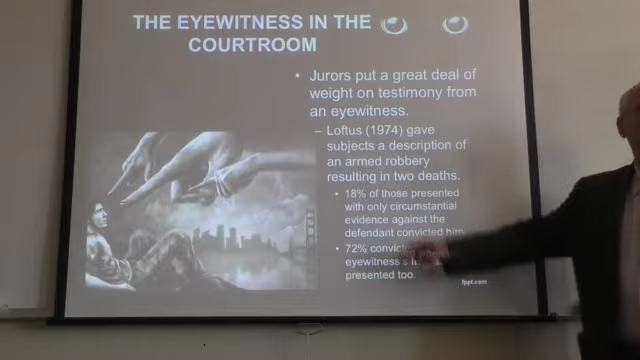 THE EYEWITNESS IN THE
COURTROOM
• Jurors put a great deal of
weight on testimony from
an eyewitness.
– Loftus (1974) gave
subjects a description of
an armed robbery
resulting in two deaths.
• 18% of those presented
with only circumstantial
evidence against the
defendant convicted him.
• 72% convic
eyewitness
presented too.
fppt.com